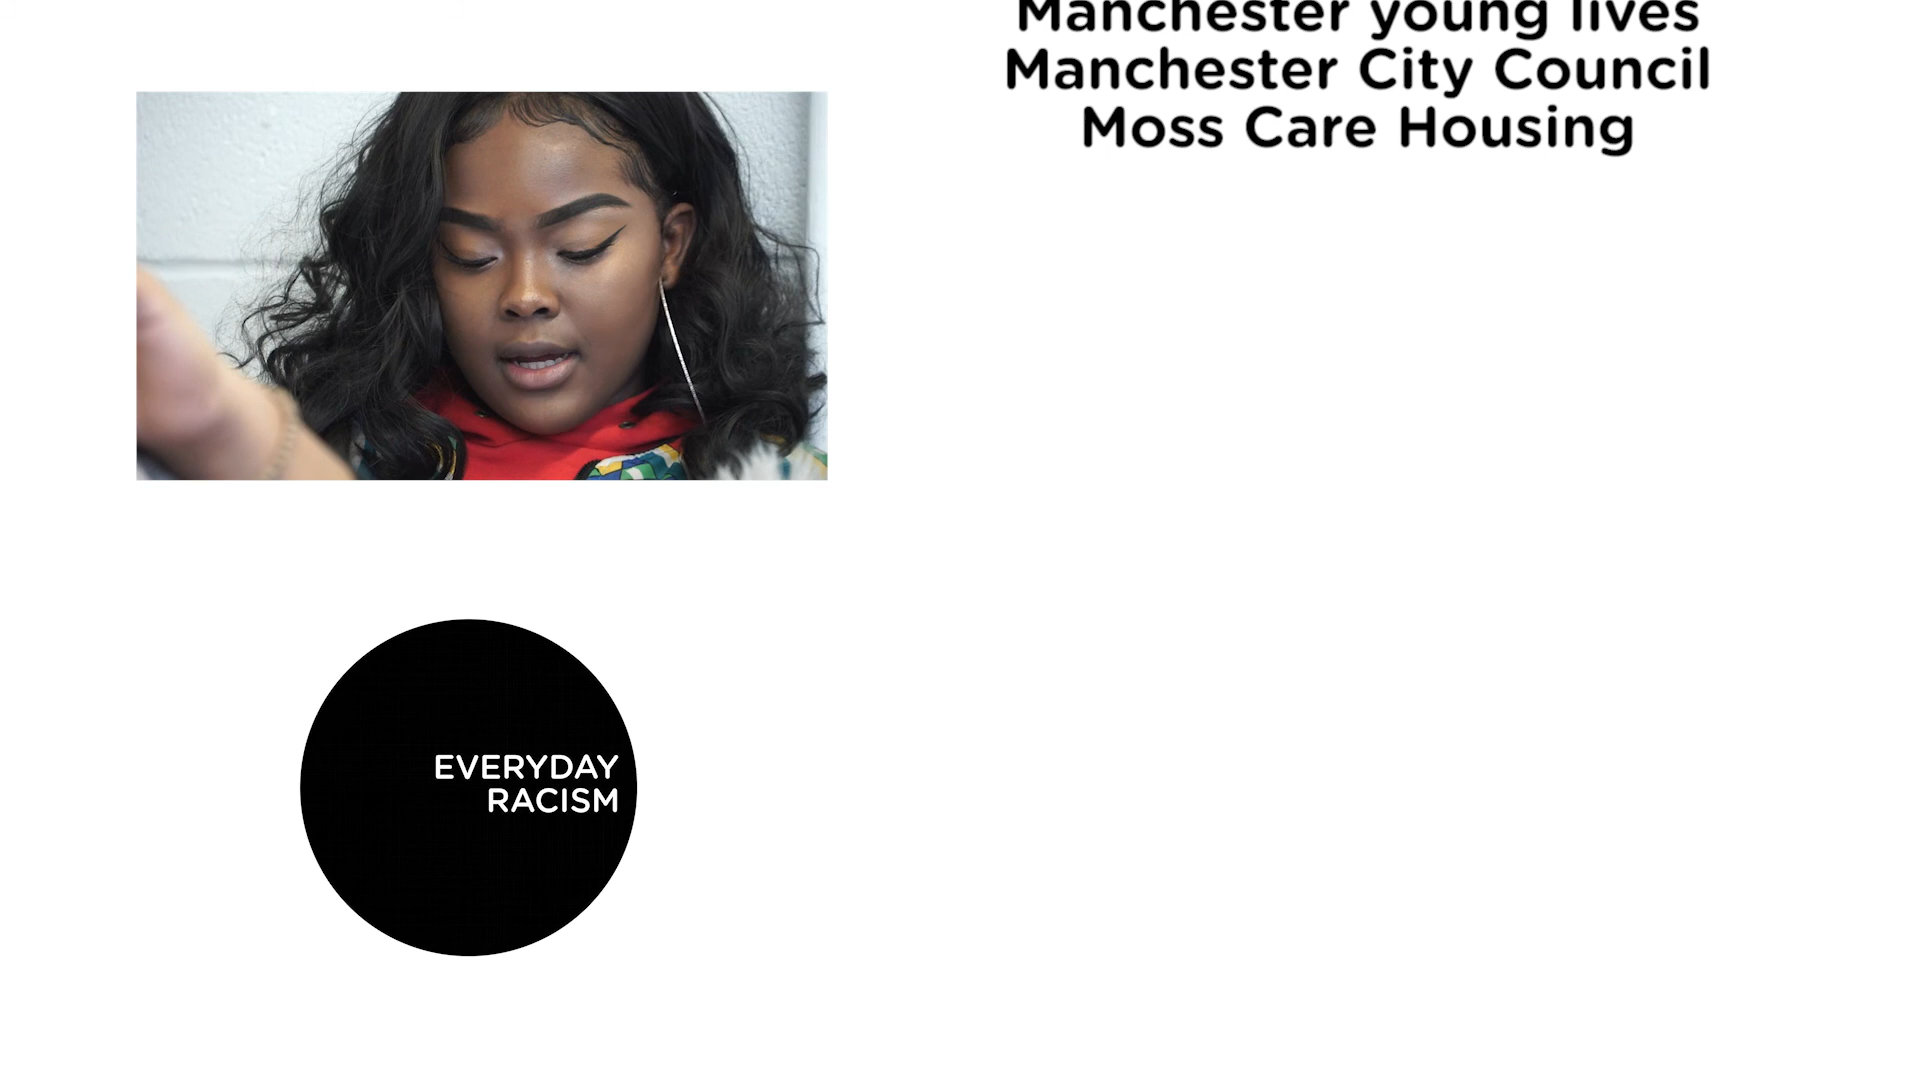 Manchester young lives
Manchester City Council
Moss Care Housing
EVERYDAY
RACISM